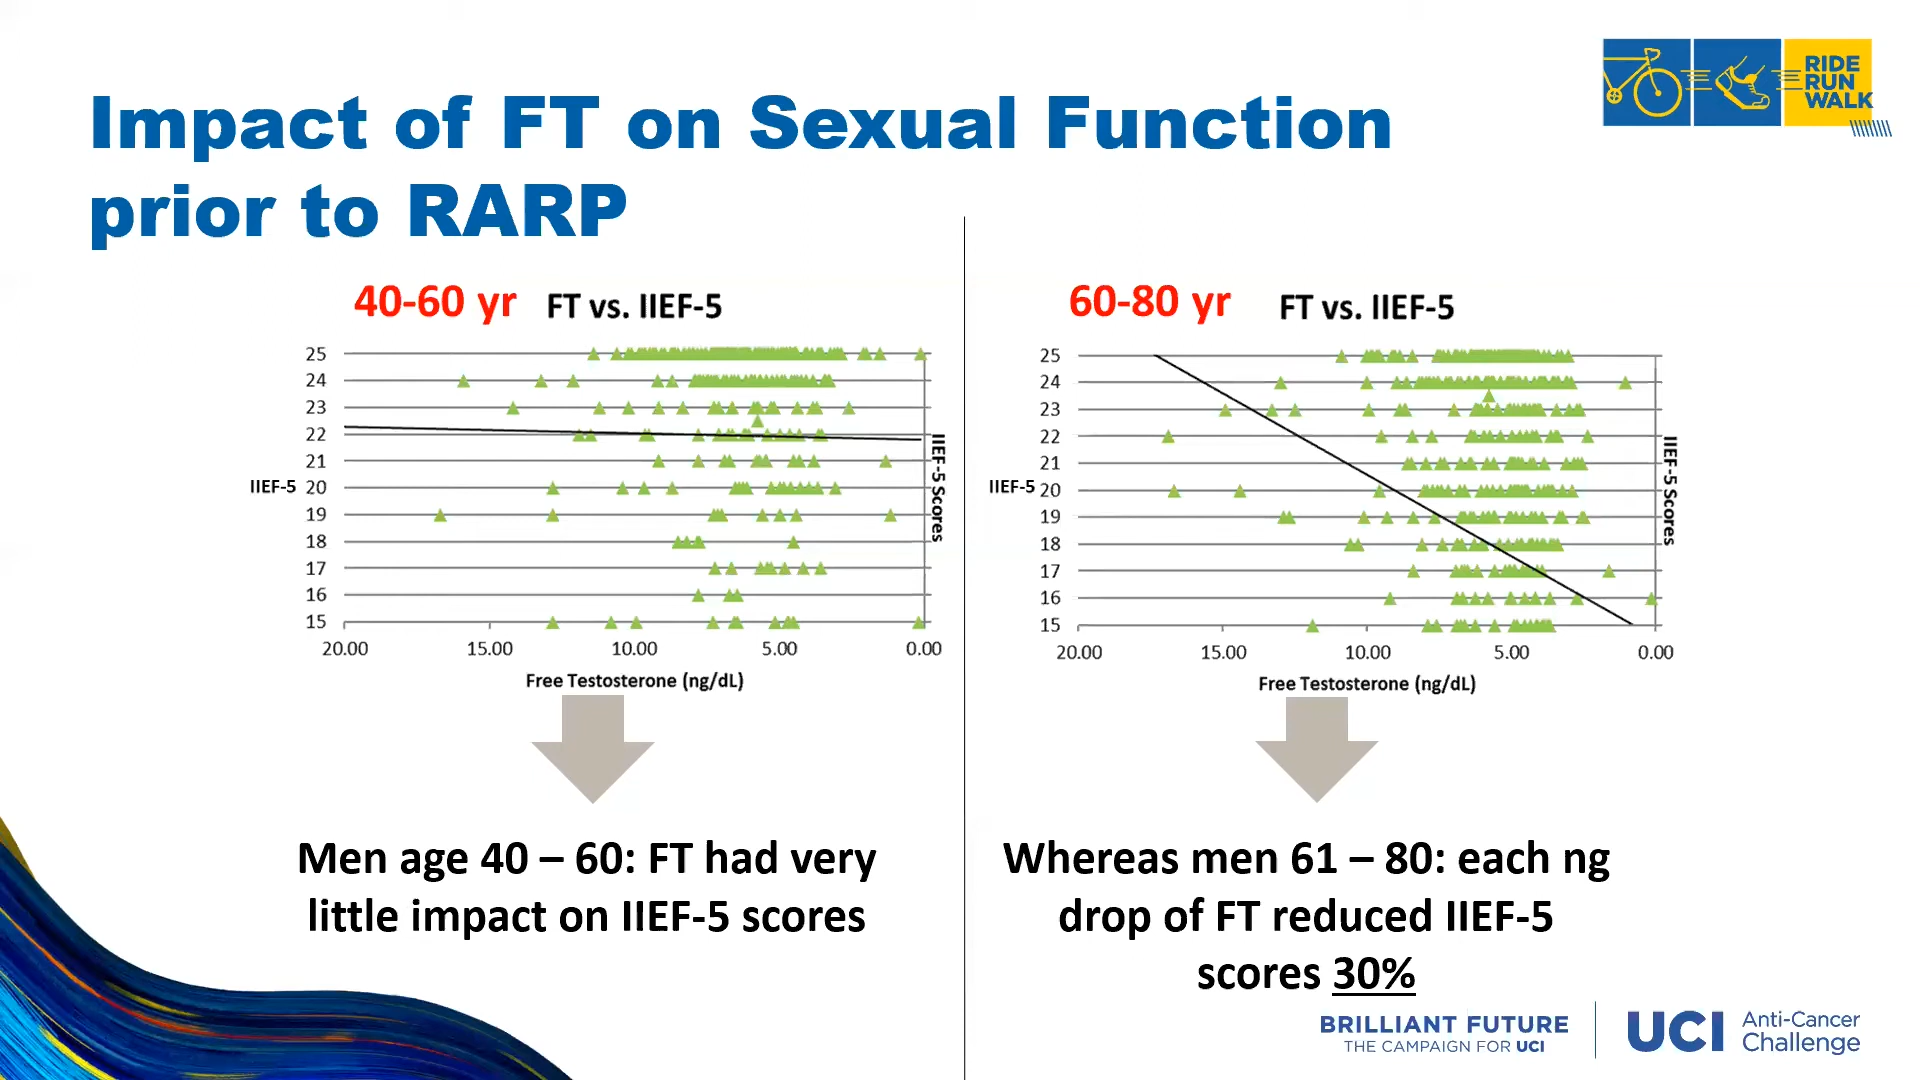 RIDE
RUN
WALK
Impact of FT on Sexual Function
prior to RARP
40-60 yr FT vs. IIEF-5
25
24
23
22
21
IIEF-5 20
19
18
17
16
15
20.00 15.00 10.00 5.00 0.00
Free Testosterone (ng/dL)
IIEF-5 Scores
Men age 40 – 60: FT had very
little impact on IIEF-5 scores
60-80 yr FT vs. IIEF-5
25
24
23
22
21
IIEF-5 20
19
18
17
16
15
20.00 15.00 10.00 5.00 0.00
Free Testosterone (ng/dL)
IIEF-5 Scores
Whereas men 61 – 80: each ng
drop of FT reduced IIEF-5
scores 30%
BRILLIANT FUTURE
THE CAMPAIGN FOR UCI
UCI Anti-Cancer
Challenge